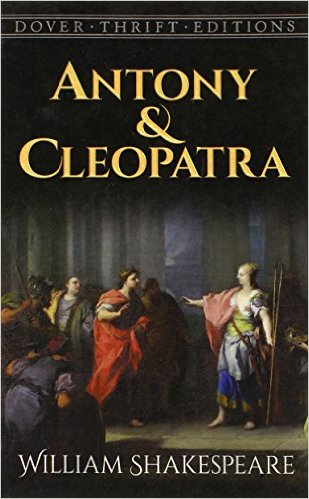 DOVER · THRIFT · EDITIONS
ANTONY
&
CLEOPATRA
WILLIAM SHAKESPEARE